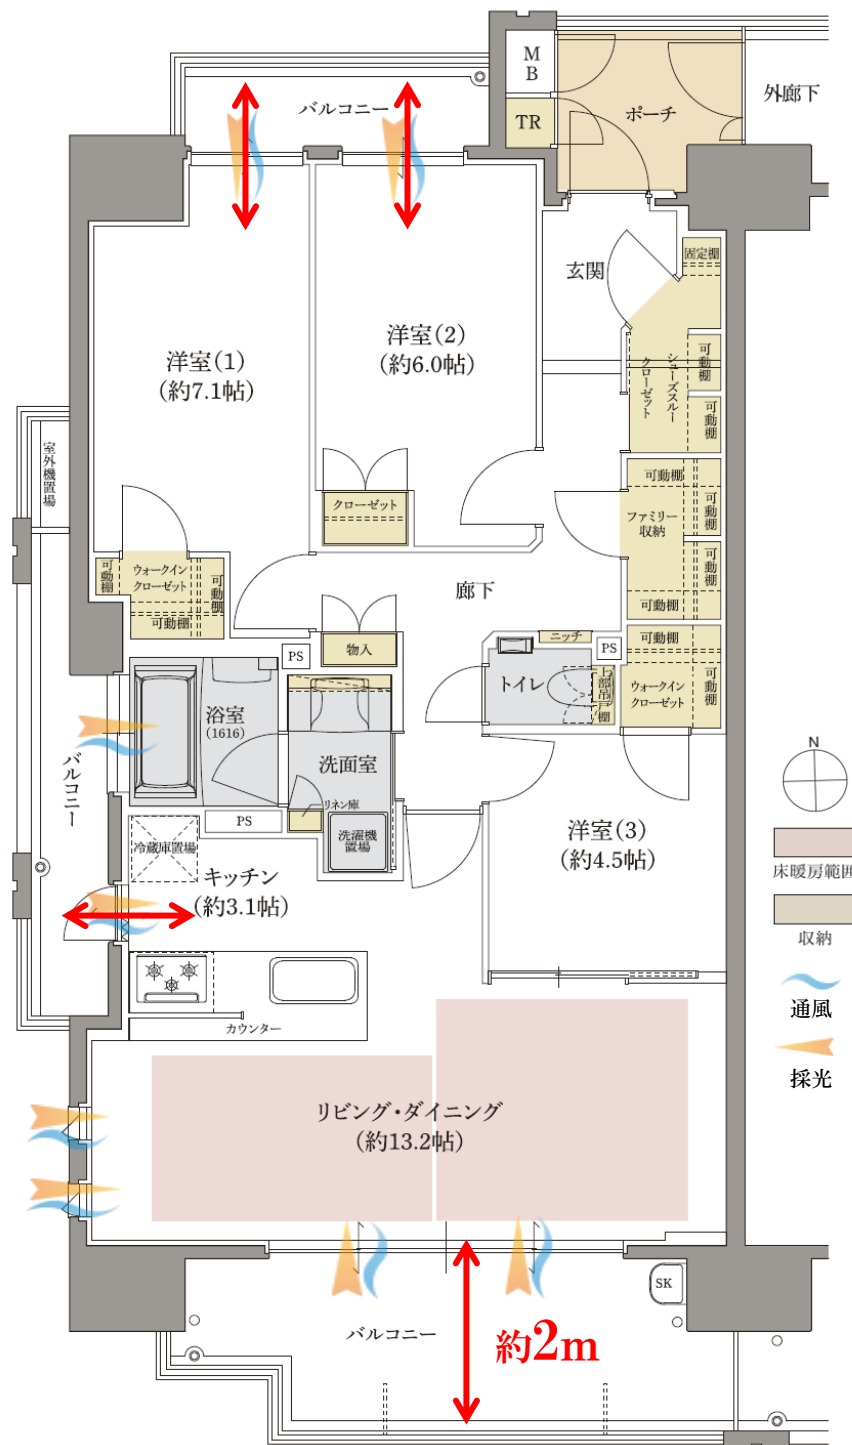 M
B
TR
バルコニー
ポーチ
外廊下
玄関
固定棚
可動棚
シューズスルー
クローゼット
可動棚
洋室(1)
(約7.1帖)
洋室(2)
(約6.0帖)
室外機置場
クローゼット
可動棚
ファミリー
収納
可動棚
可動棚
可動棚
可動棚
ウォークイン
クローゼット
可動棚
可動棚
廊下
物入
PS
ニッチ
PS
トイレ
上部吊戸棚
可動棚
ウォークイン
クローゼット
可動棚
浴室
(1616)
洗面室
リネン庫
洗濯機
置場
PS
バルコニー
冷蔵庫置場
キッチン
(約3.1帖)
洋室(3)
(約4.5帖)
カウンター
リビング・ダイニング
(約13.2帖)
バルコニー
約2m
SK
N
床暖房範囲
収納
通風
採光